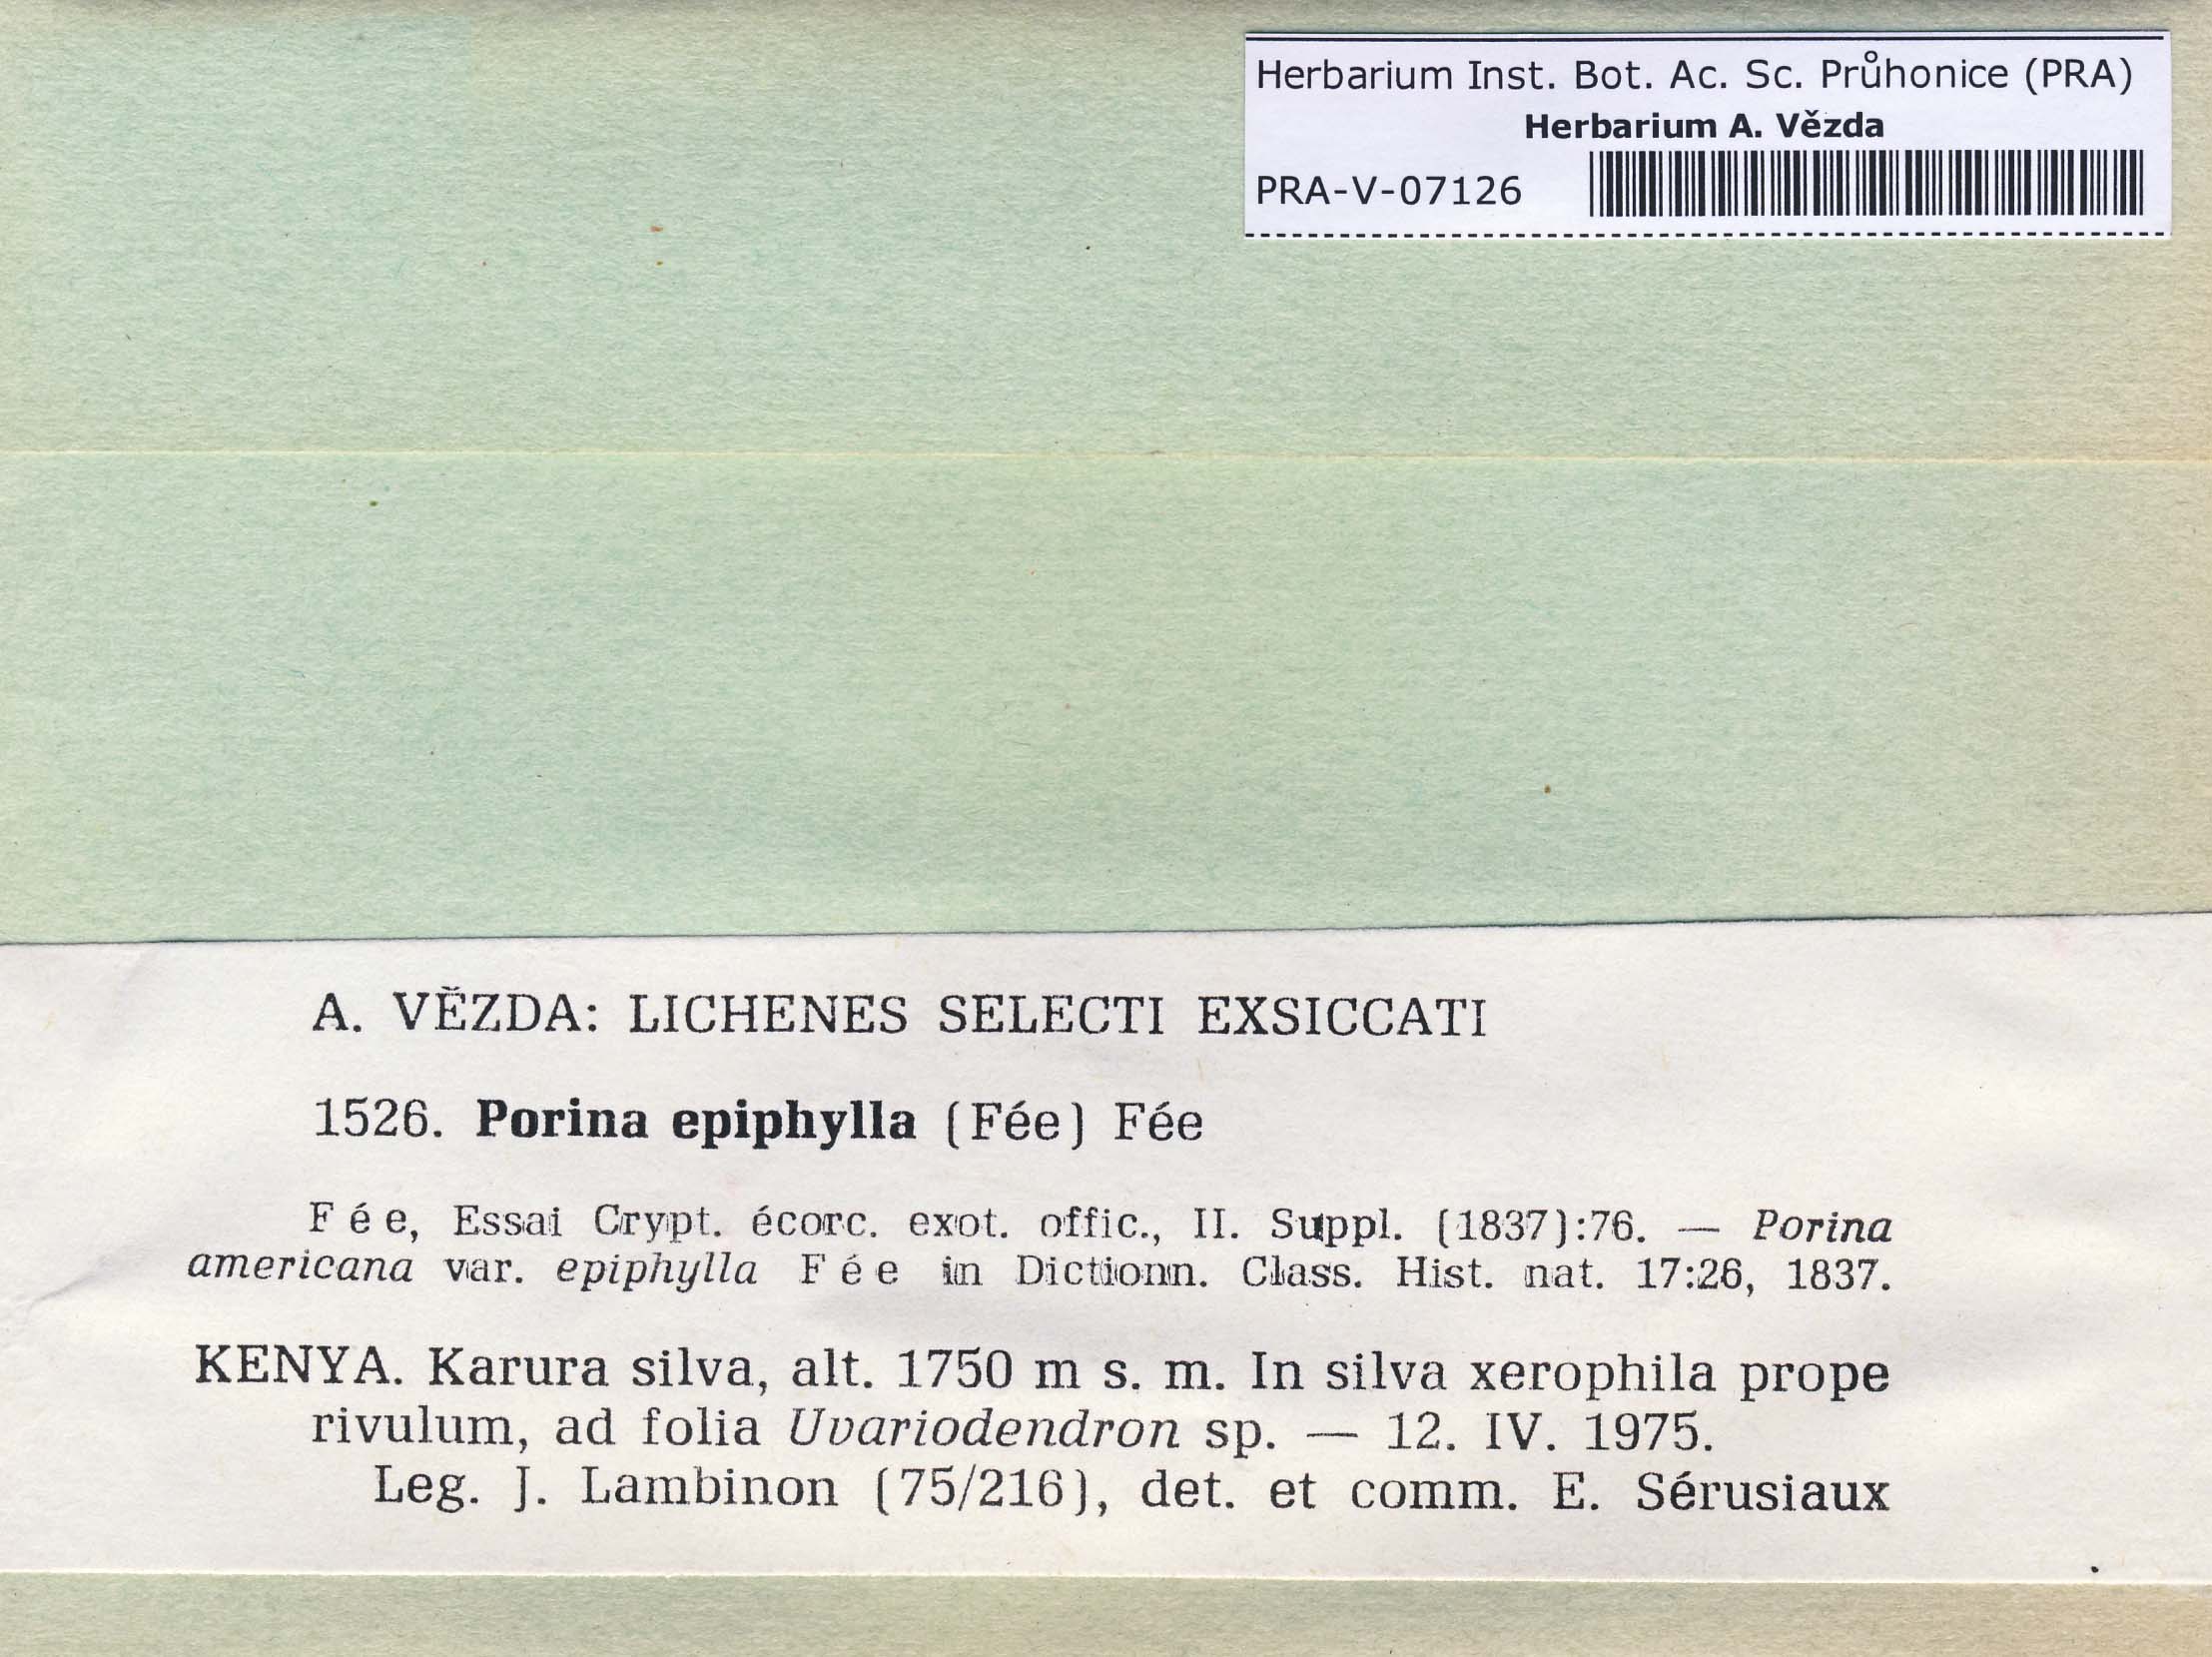 Herbarium Inst. Bot. Ac. Sc. Průhonice (PRA)
Herbarium A. Vězda
PRA-V-07126
A. VĚZDA: LICHENES SELECTI EXSICCATI
1526. Porina epiphylla (Fée) Fée
Fée, Essai Crypt. écorc. exot. offic., II. Suppl. (1837):76. — Porina
americana var. epiphylla Fée in Dictionn. Class. Hist. nat. 17:26, 1837.
KENYA. Karura silva, alt. 1750 m s. m. In silva xerophila prope
rivulum, ad folia Uvariodendron sp. — 12. IV. 1975.
Leg. J. Lambinon (75/216), det. et comm. E. Sérusiaux